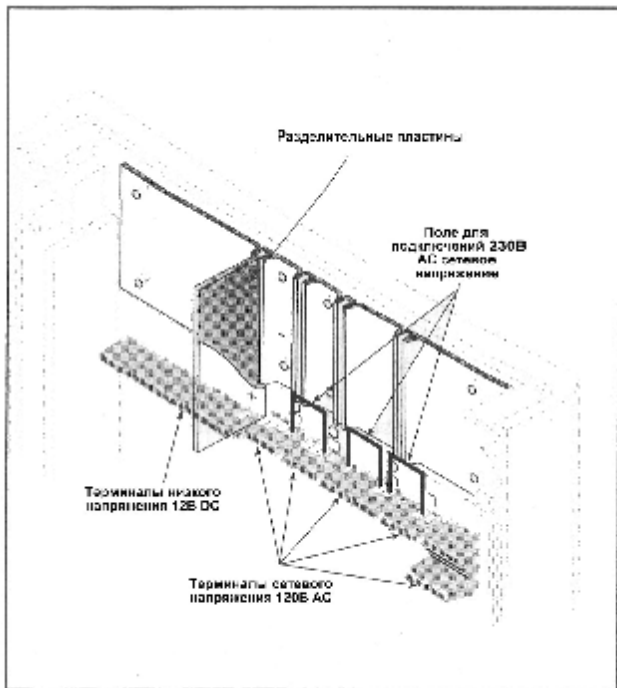 Разделительные пластины
Поле для
подключений 230В
АС сетевое
напряжение
Терминалы низкого
напряжения 12В DC
Терминалы сетевого
напряжения 120В АС